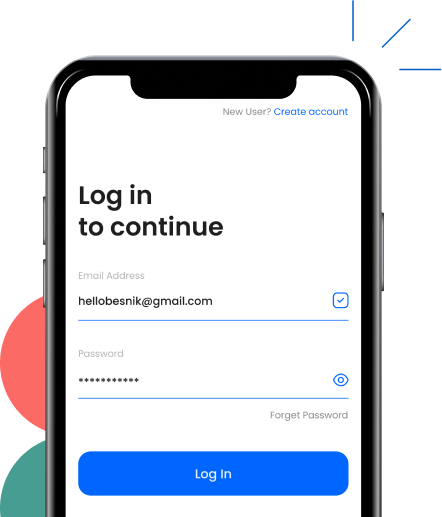 New User? Create account
Log in
to continue
Email Address
hellobesnik@gmail.com
Password
***********
Forget Password
Log In